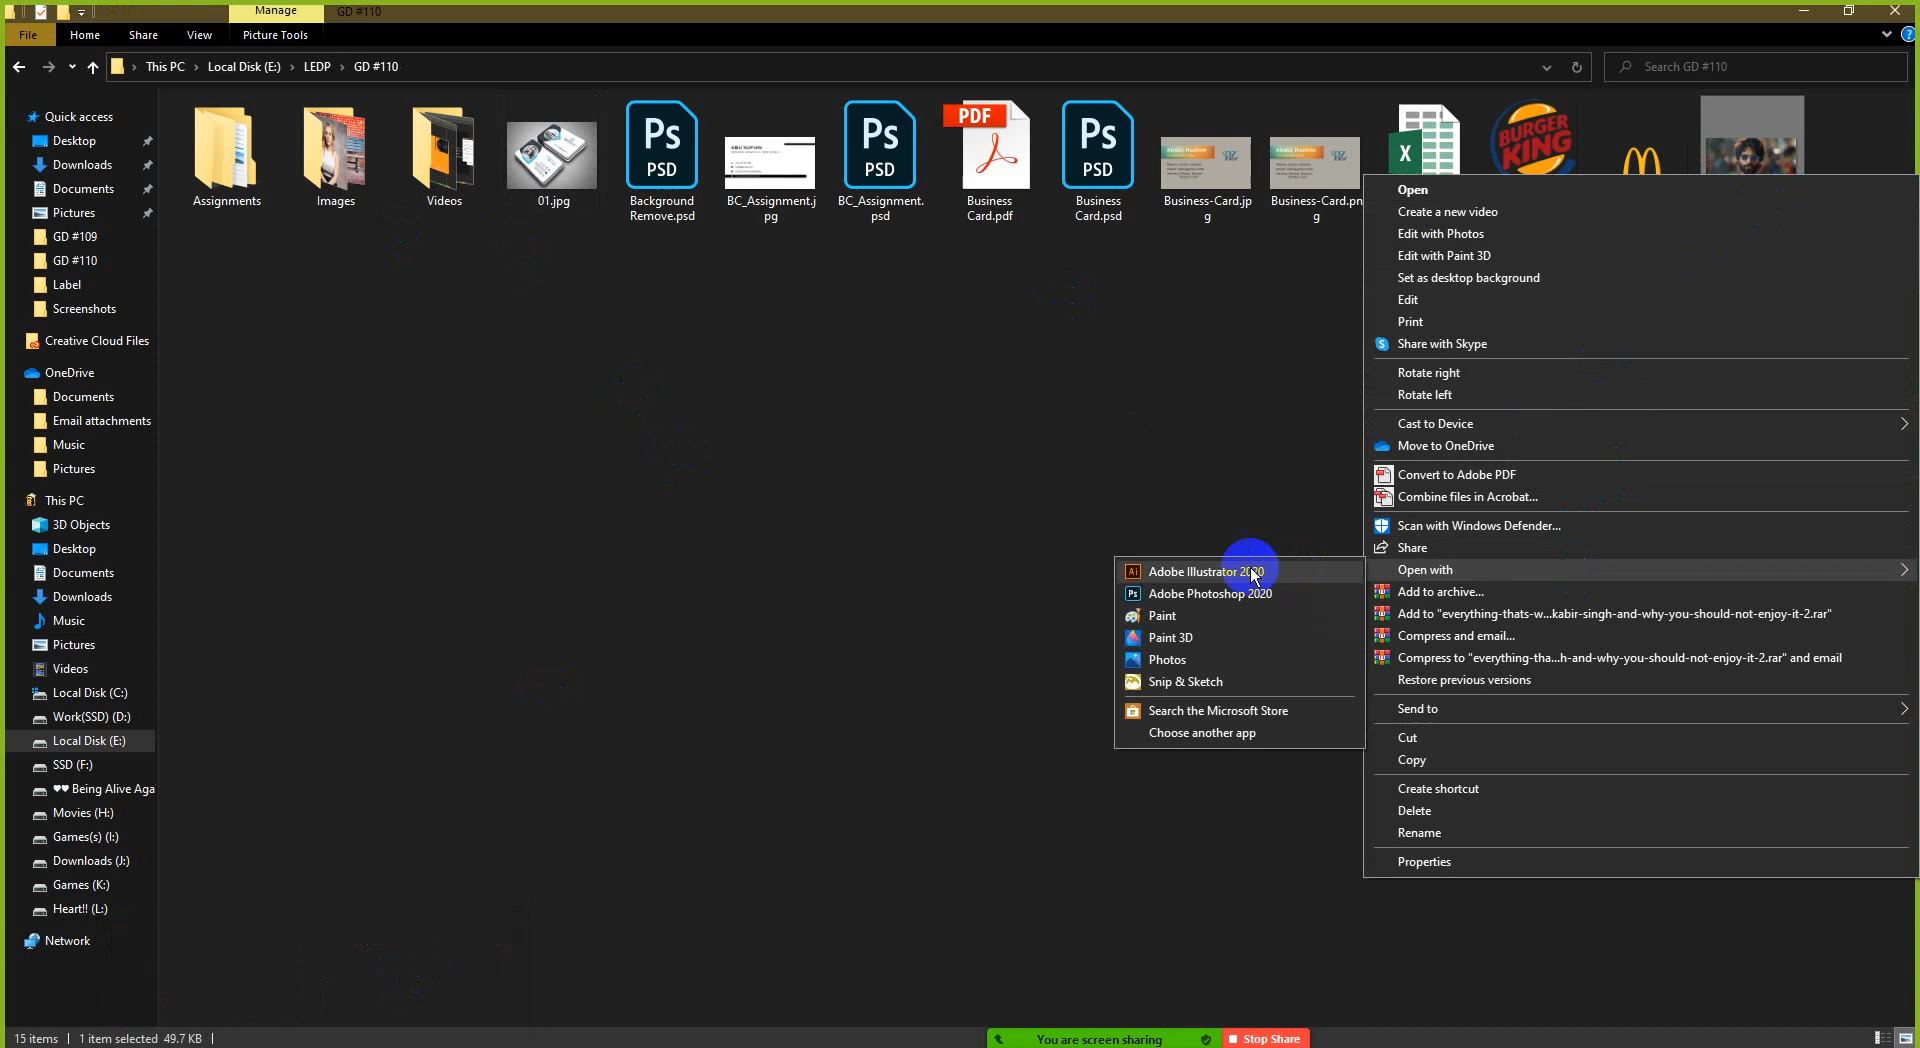 Manage
GD #110
File
Home
Share
View
Picture Tools
This PC
Local Disk (E:)
LEDP
GD #110
Search GD #110
Quick access
Desktop
Downloads
Documents
Pictures
GD #109
GD #110
Label
Screenshots
Creative Cloud Files
OneDrive
Documents
Email attachments
Music
Pictures
This PC
3D Objects
Desktop
Documents
Downloads
Music
Pictures
Videos
Local Disk (C:)
Work(SSD) (D:)
Local Disk (E:)
SSD (F:)
♥♥ Being Alive Aga
Movies (H:)
Games(s) (I:)
Downloads (J:)
Games (K:)
Heart!! (L:)
Network
Assignments
Images
Videos
01.jpg
Ps
PSD
Background
Remove.psd
ABU SUFIAN
BC_Assignment.j
pg
Ps
PSD
BC_Assignment.
psd
PDF
Business
Card.pdf
Ps
PSD
Business
Card.psd
Abdul Hashim
Business-Card.jp
g
Abdul Hashim
Business-Card.pn
g
X
BURGER
KING
Open
Create a new video
Edit with Photos
Edit with Paint 3D
Set as desktop background
Edit
Print
Share with Skype
Rotate right
Rotate left
Cast to Device
Move to OneDrive
Convert to Adobe PDF
Combine files in Acrobat...
Scan with Windows Defender...
Share
Open with
Add to archive...
Add to "everything-thats-w...kabir-singh-and-why-you-should-not-enjoy-it-2.rar"
Compress and email...
Compress to "everything-tha...h-and-why-you-should-not-enjoy-it-2.rar" and email
Restore previous versions
Send to
Cut
Copy
Create shortcut
Delete
Rename
Properties
Ai Adobe Illustrator 2020
Ps Adobe Photoshop 2020
Paint
Paint 3D
Photos
Snip & Sketch
Search the Microsoft Store
Choose another app
15 items
1 item selected 49.7 KB
You are screen sharing
Stop Share